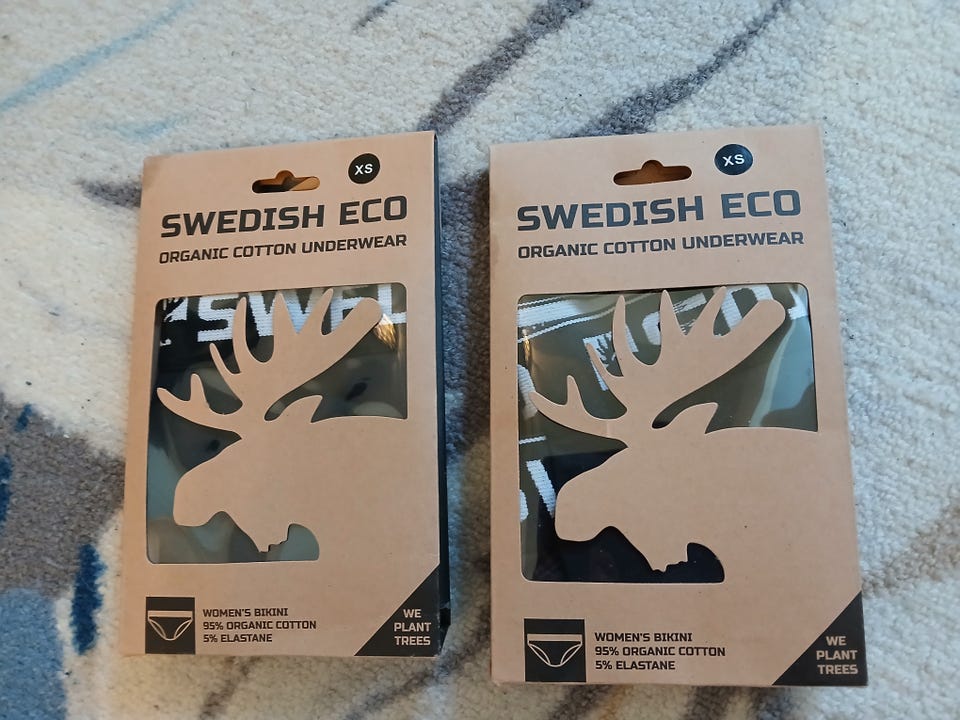 XS
SWEDISH ECO
ORGANIC COTTON UNDERWEAR
WOMEN'S BIKINI
95% ORGANIC COTTON
5% ELASTANE
WE
PLANT
TREES
XS
SWEDISH ECO
ORGANIC COTTON UNDERWEAR
ECO
WOMEN'S BIKINI
95% ORGANIC COTTON
5% ELASTANE
WE
PLANT
TREES